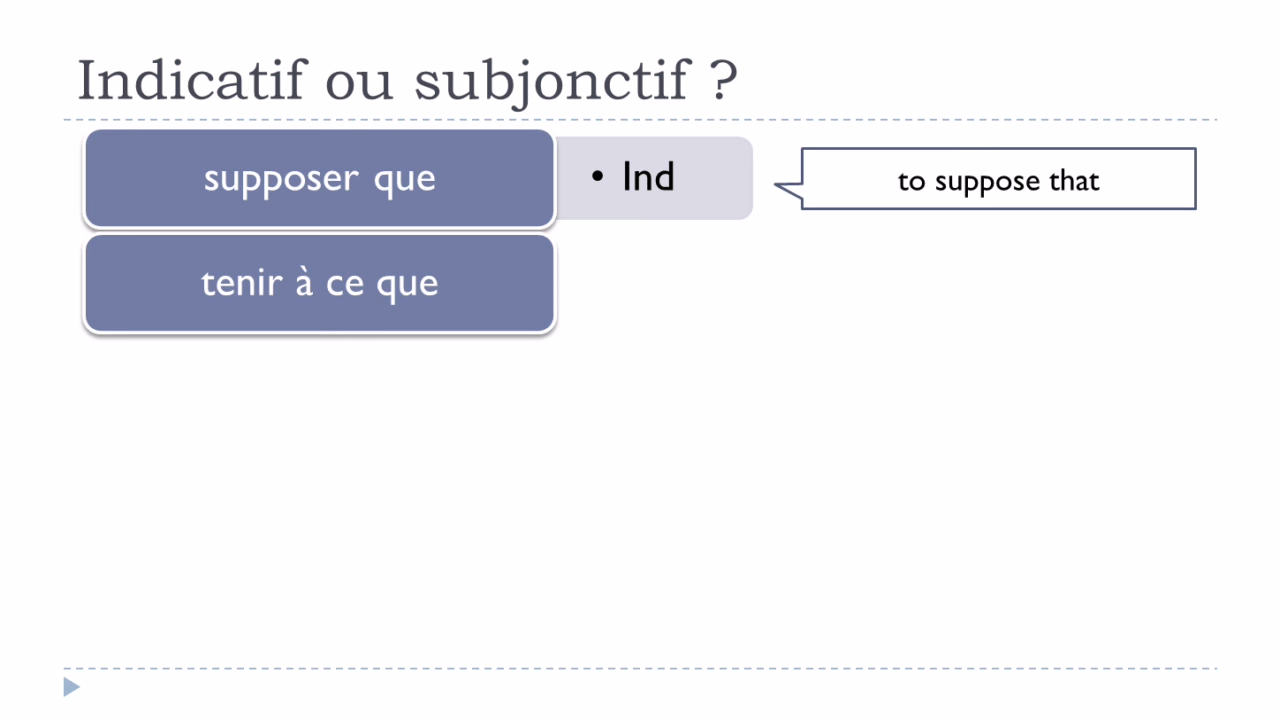 Indicatif ou subjonctif ?
supposer que
• Ind
to suppose that
tenir à ce que